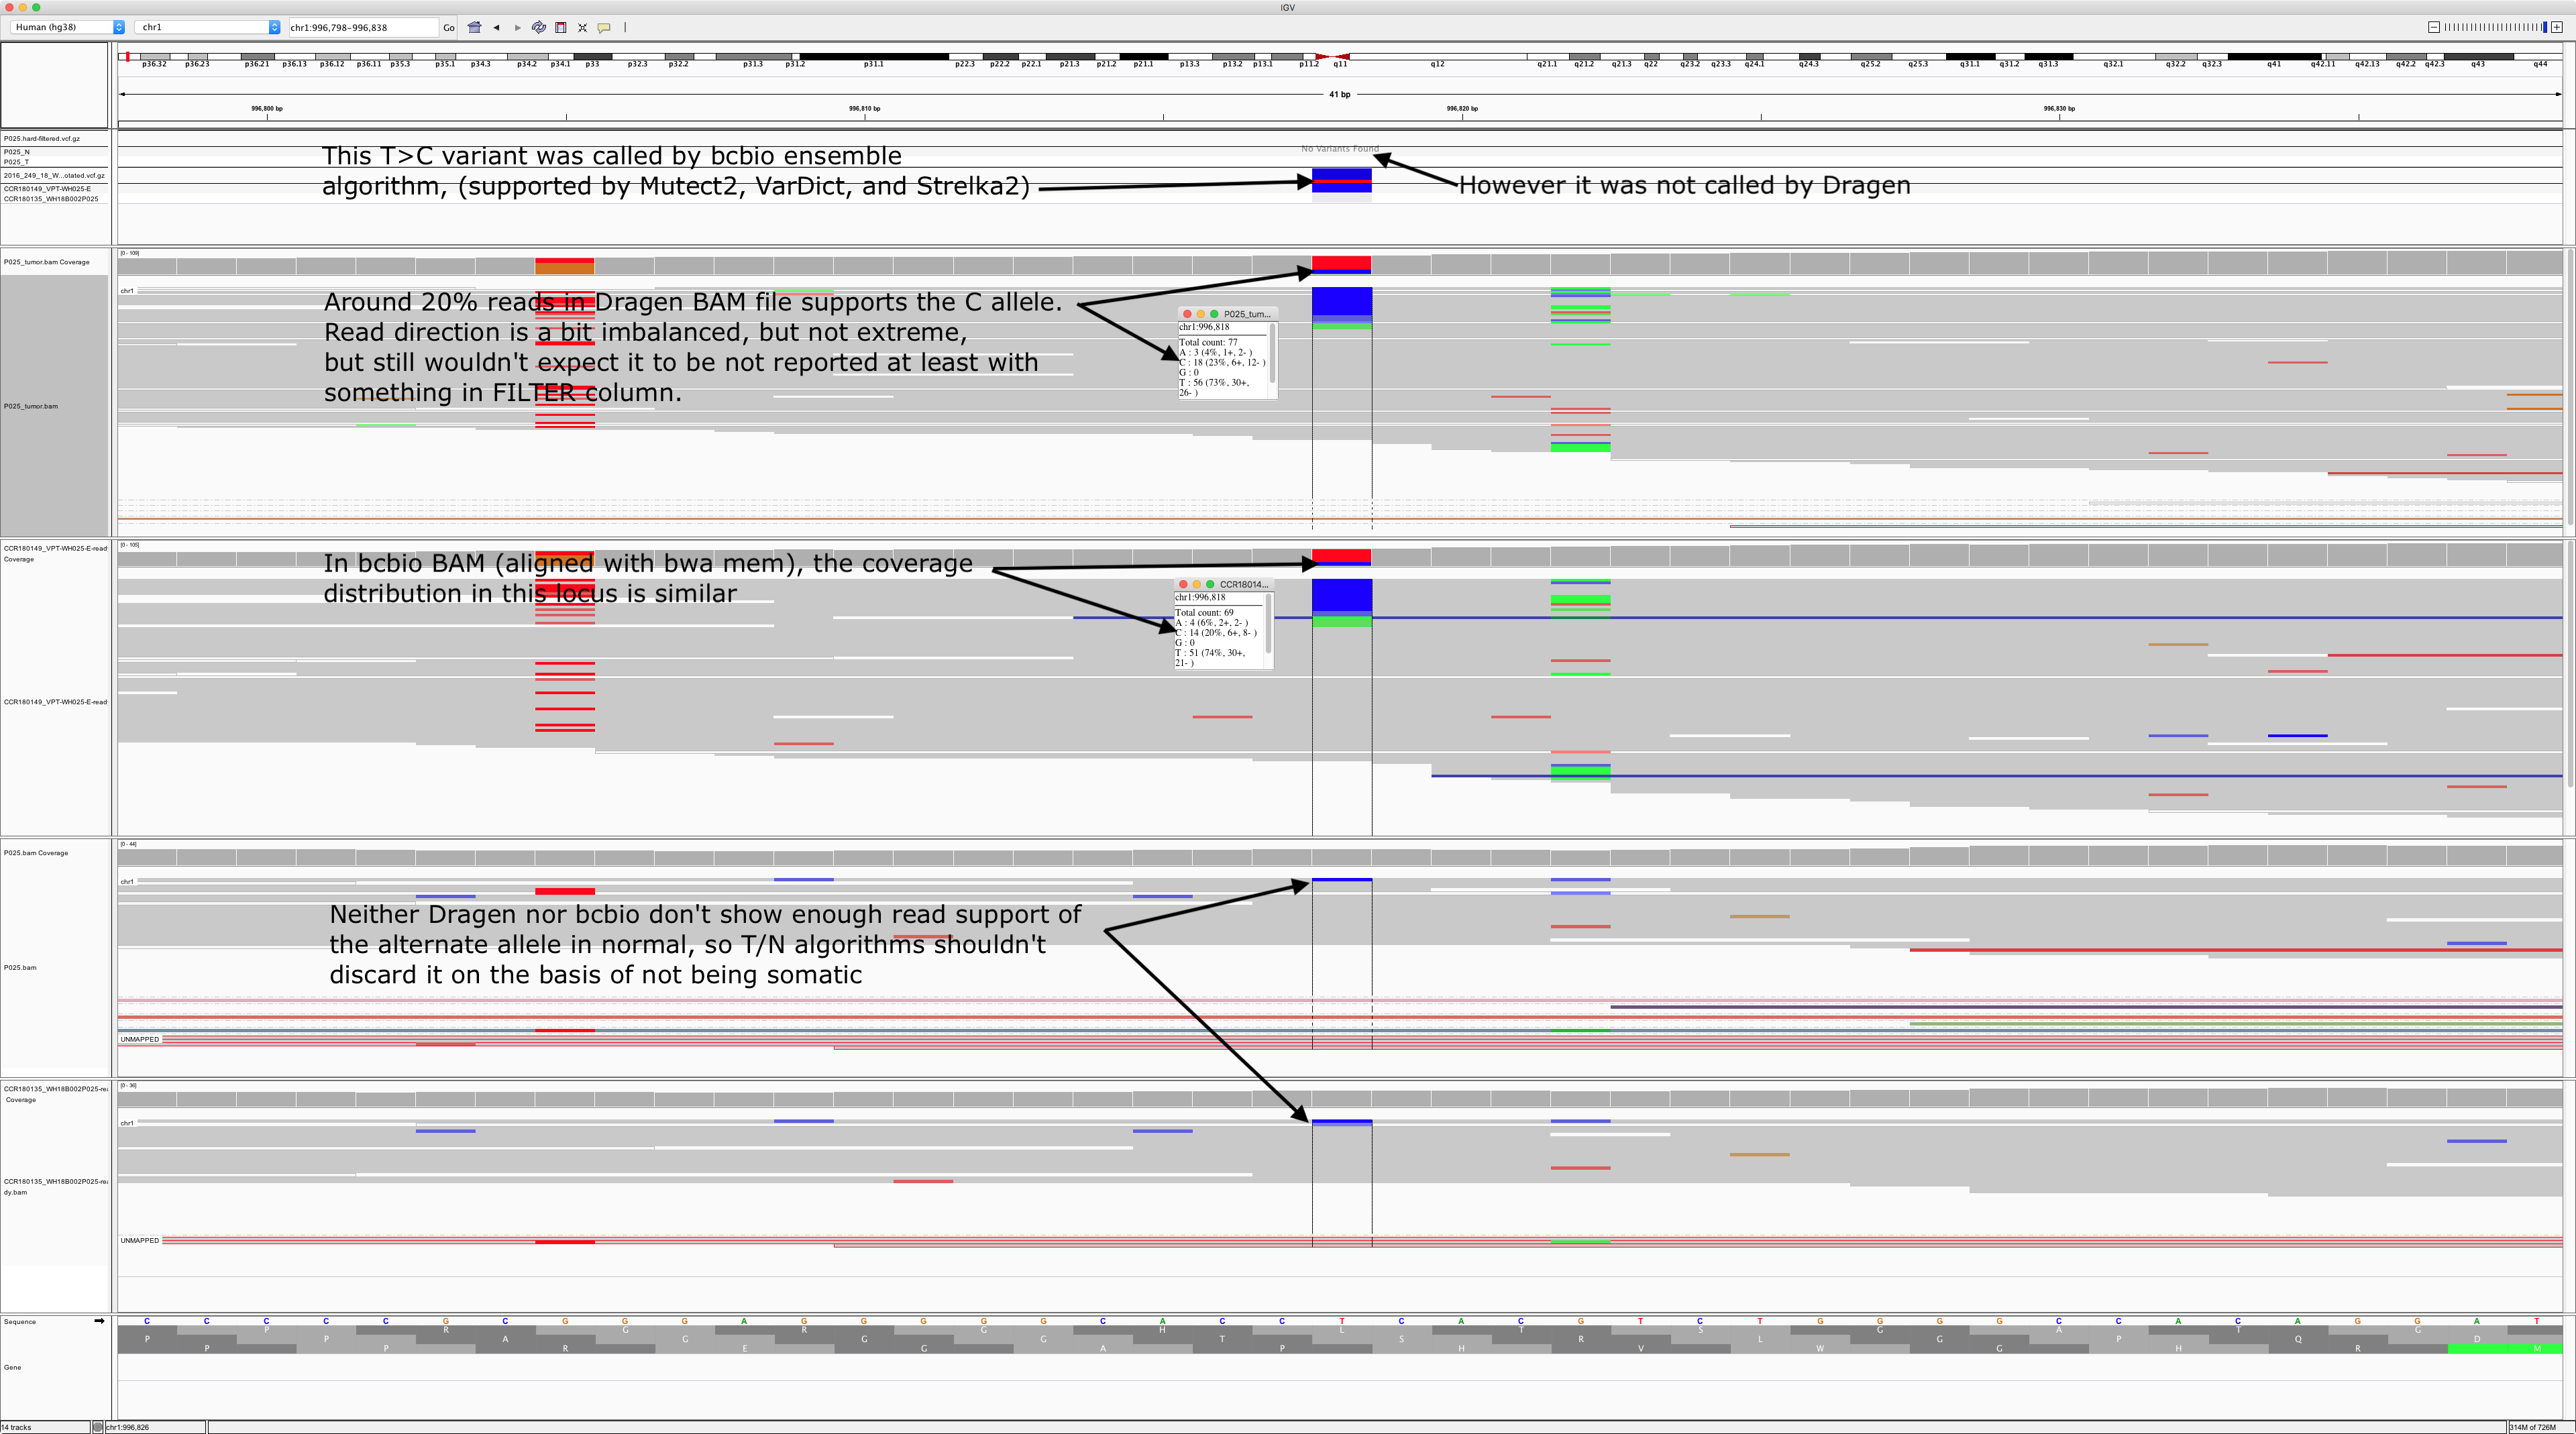 IGV
Human (hg38) chr1 chr1:996,798-996,838 Go
p36.32 p36.23 p36.21 p36.13 p36.12 p36.11 p35.3 p35.1 p34.3 p34.2 p34.1 p33 p32.3 p32.2 p31.3 p31.2 p31.1 p22.3 p22.2 p22.1 p21.3 p21.2 p21.1 p13.3 p13.2 p13.1 p11.2 q11 q12 q21.1 q21.2 q21.3 q22 q23.2 q23.3 q24.1 q24.3 q25.2 q25.3 q31.1 q31.2 q31.3 q32.1 q32.2 q32.3 q41 q42.11 q42.13 q42.2 q42.3 q43 q44
41 bp
996,800 bp 996,810 bp 996,820 bp 996,830 bp
P025.hard-filtered.vcf.gz
P025_N
P025_T
2016_249_18_W...otated.vcf.gz
CCR180149_VPT-WH025-E
CCR180135_WH18B002P025
No Variants Found
This T>C variant was called by bcbio ensemble
algorithm, (supported by Mutect2, VarDict, and Strelka2)
However it was not called by Dragen
P025_tumor.bam Coverage
[0 - 109]
chr1
P025_tumor.bam
Around 20% reads in Dragen BAM file supports the C allele.
Read direction is a bit imbalanced, but not extreme,
but still wouldn't expect it to be not reported at least with
something in FILTER column.
P025_tum...
chr1:996,818
Total count: 77
A : 3 (4%, 1+, 2- )
C : 18 (23%, 6+, 12- )
G : 0
T : 56 (73%, 30+,
26- )
CCR180149_VPT-WH025-E-ready
Coverage
[0 - 105]
CCR180149_VPT-WH025-E-ready
In bcbio BAM (aligned with bwa mem), the coverage
distribution in this locus is similar
CCR18014...
chr1:996,818
Total count: 69
A : 4 (6%, 2+, 2- )
C : 14 (20%, 6+, 8- )
G : 0
T : 51 (74%, 30+,
21- )
P025.bam Coverage
[0 - 44]
chr1
P025.bam
Neither Dragen nor bcbio don't show enough read support of
the alternate allele in normal, so T/N algorithms shouldn't
discard it on the basis of not being somatic
UNMAPPED
CCR180135_WH18B002P025-rea
Coverage
[0 - 36]
chr1
CCR180135_WH18B002P025-rea
dy.bam
UNMAPPED
Sequence
C C C C C G C G G G A G G G G G C A C C T C A C G T C T G G G G C C A C A G G A T
P R G R G H L T S G A T G
P P A G G G T S R L G P Q D
P P R E G A P H V W G H R M
Gene
14 tracks chr1:996,826 314M of 726M